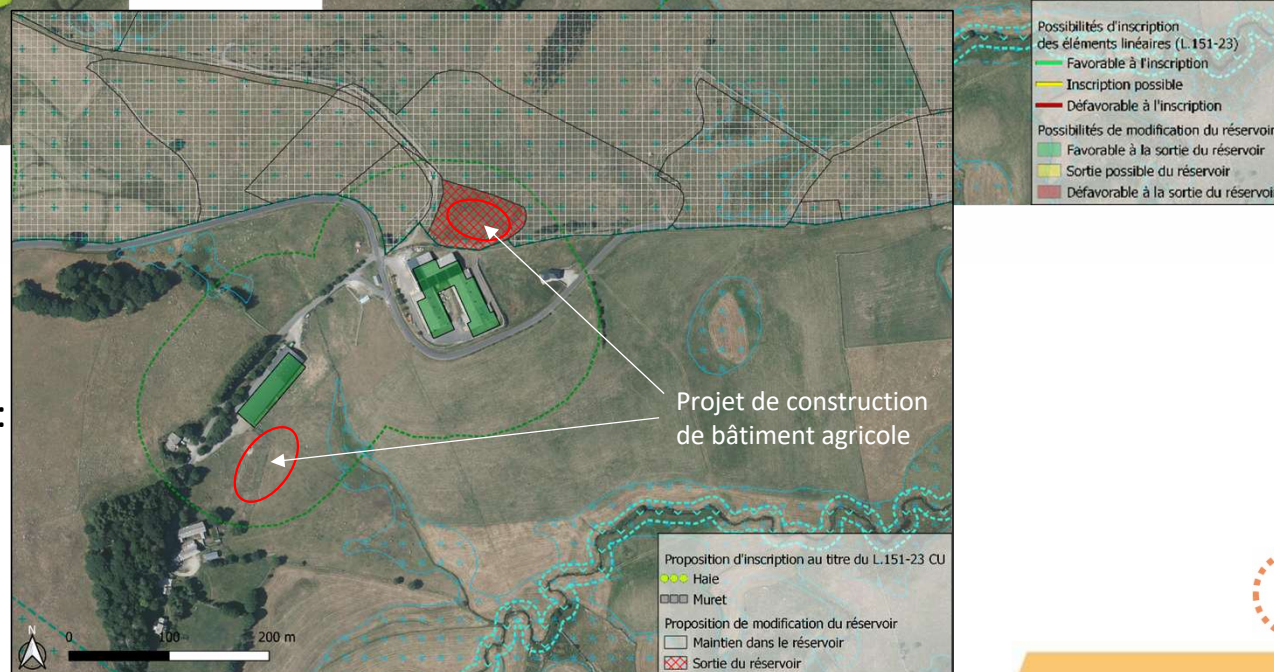 Possibilités d'inscription
des éléments linéaires (L.151-23)
Favorable à l'inscription
Inscription possible
Défavorable à l'inscription
Possibilités de modification du réservoir
Favorable à la sortie du réservoir
Sortie possible du réservoir
Défavorable à la sortie du réservoir
:
Projet de construction
de bâtiment agricole
Proposition d'inscription au titre du L.151-23 CU
Haie
Muret
Proposition de modification du réservoir
Maintien dans le réservoir
Sortie du réservoir
N
0 100 200 m